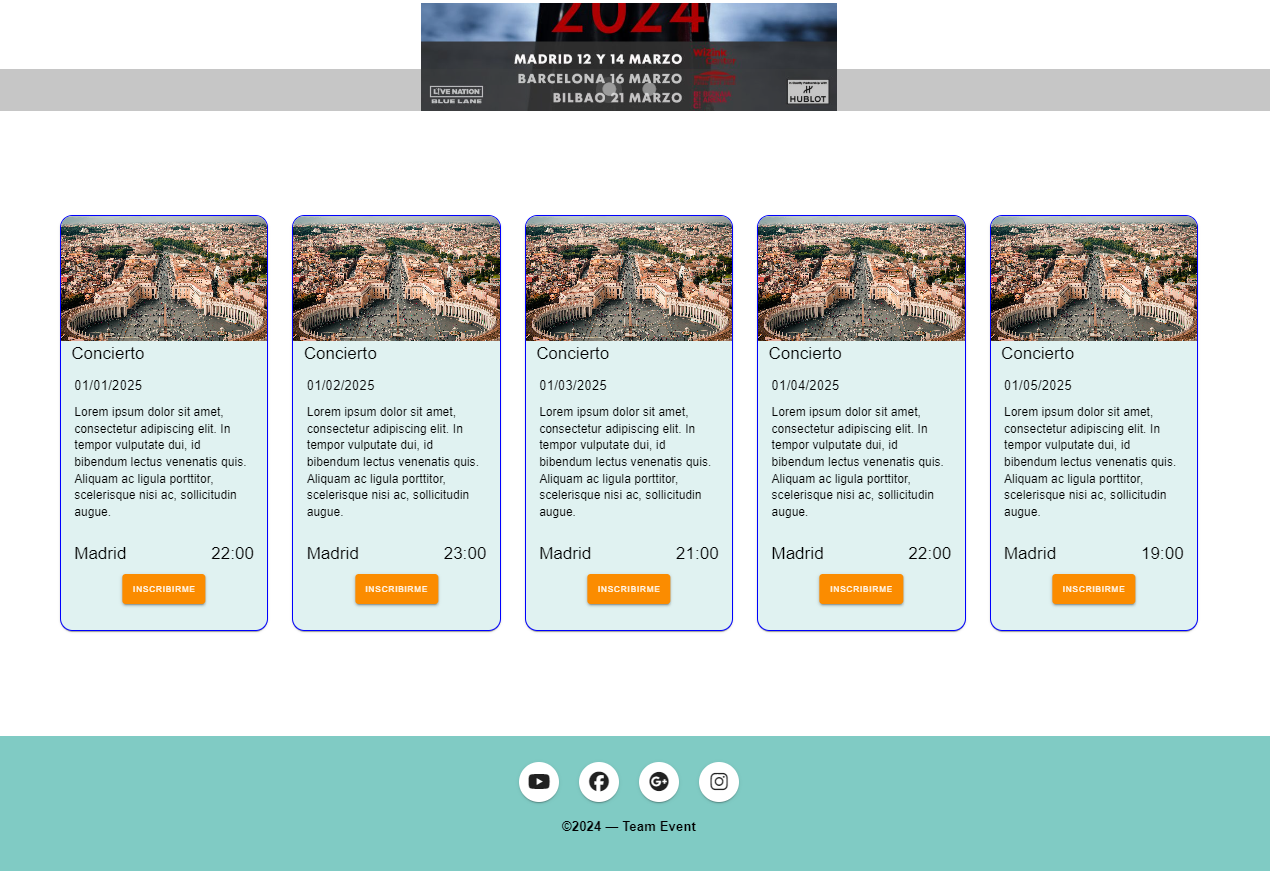 2024
MADRID 12 Y 14 MARZO
BARCELONA 16 MARZO
BILBAO 21 MARZO
LIVE NATION
BLUE LANE
HUBLOT
Concierto
01/01/2025
Lorem ipsum dolor sit amet,
consectetur adipiscing elit. In
tempor vulputate dui, id
bibendum lectus venenatis quis.
Aliquam ac ligula porttitor,
scelerisque nisi ac, sollicitudin
augue.
Madrid 22:00
INSCRIBIRME
Concierto
01/02/2025
Lorem ipsum dolor sit amet,
consectetur adipiscing elit. In
tempor vulputate dui, id
bibendum lectus venenatis quis.
Aliquam ac ligula porttitor,
scelerisque nisi ac, sollicitudin
augue.
Madrid 23:00
INSCRIBIRME
Concierto
01/03/2025
Lorem ipsum dolor sit amet,
consectetur adipiscing elit. In
tempor vulputate dui, id
bibendum lectus venenatis quis.
Aliquam ac ligula porttitor,
scelerisque nisi ac, sollicitudin
augue.
Madrid 21:00
INSCRIBIRME
Concierto
01/04/2025
Lorem ipsum dolor sit amet,
consectetur adipiscing elit. In
tempor vulputate dui, id
bibendum lectus venenatis quis.
Aliquam ac ligula porttitor,
scelerisque nisi ac, sollicitudin
augue.
Madrid 22:00
INSCRIBIRME
Concierto
01/05/2025
Lorem ipsum dolor sit amet,
consectetur adipiscing elit. In
tempor vulputate dui, id
bibendum lectus venenatis quis.
Aliquam ac ligula porttitor,
scelerisque nisi ac, sollicitudin
augue.
Madrid 19:00
INSCRIBIRME
©2024 — Team Event